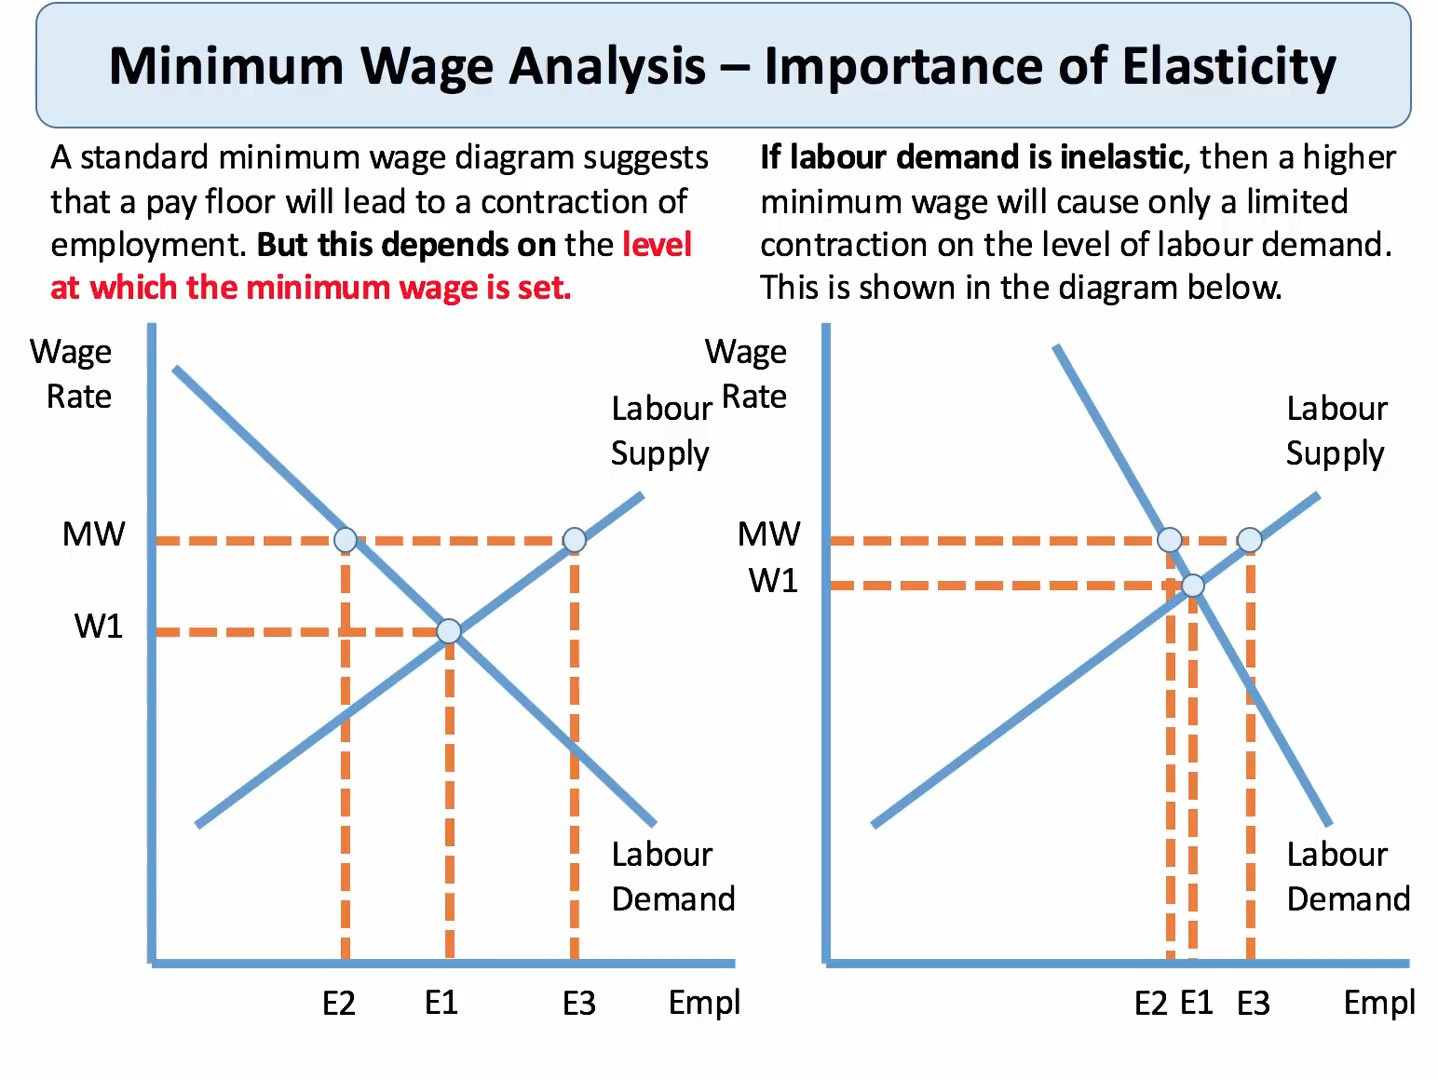 Minimum Wage Analysis – Importance of Elasticity
A standard minimum wage diagram suggests
that a pay floor will lead to a contraction of
employment. But this depends on the level
at which the minimum wage is set.
If labour demand is inelastic, then a higher
minimum wage will cause only a limited
contraction on the level of labour demand.
This is shown in the diagram below.
Wage
Rate
Labour
Supply
MW
W1
Labour
Demand
E2
E1
E3
Empl
Wage
Rate
Labour
Supply
MW
W1
Labour
Demand
E2
E1
E3
Empl